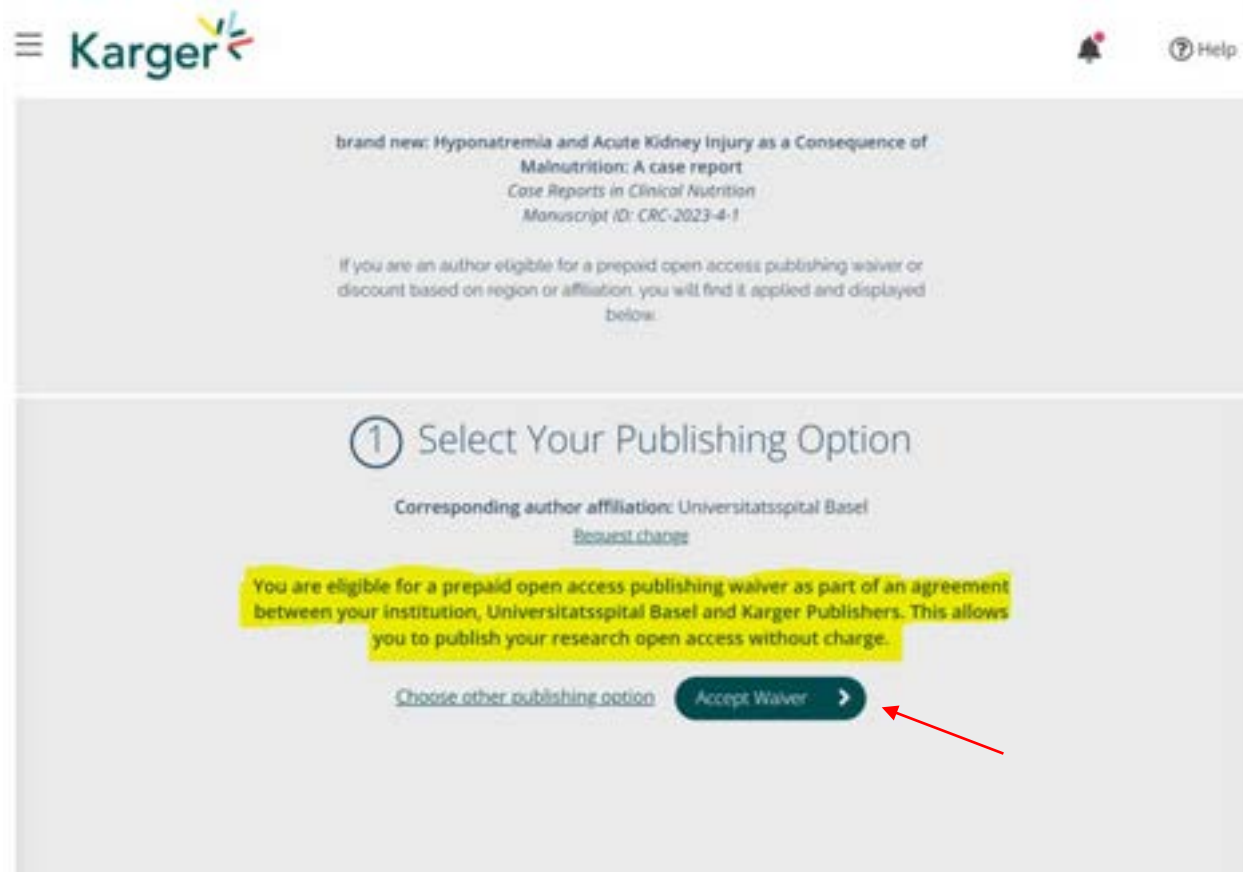 Karger
Help
brand new: Hyponatremia and Acute Kidney Injury as a Consequence of
Malnutrition: A case report
Case Reports in Clinical Nutrition
Manuscript ID: CRC-2023-4-1
If you are an author eligible for a prepaid open access publishing waiver or
discount based on region or affiliation, you will find it applied and displayed
below.
1 Select Your Publishing Option
Corresponding author affiliation: Universitatsspital Basel
Request change
You are eligible for a prepaid open access publishing waiver as part of an agreement
between your institution, Universitatsspital Basel and Karger Publishers. This allows
you to publish your research open access without charge.
Choose other publishing option Accept Waiver